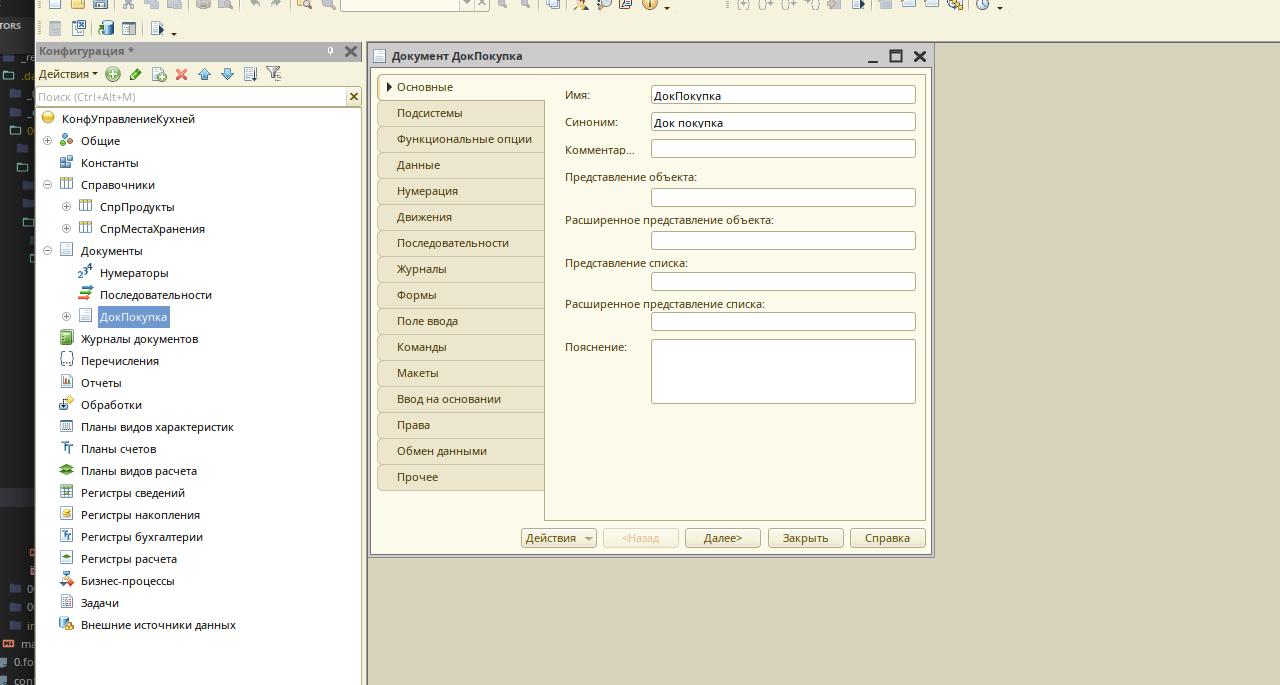 TORS
Конфигурация *
Действия
Поиск (Ctrl+Alt+M)
КонфУправлениеКухней
Общие
Константы
Справочники
СпрПродукты
СпрМестаХранения
Документы
Нумераторы
Последовательности
ДокПокупка
Журналы документов
Перечисления
Отчеты
Обработки
Планы видов характеристик
Планы счетов
Планы видов расчета
Регистры сведений
Регистры накопления
Регистры бухгалтерии
Регистры расчета
Бизнес-процессы
Задачи
Внешние источники данных
Документ ДокПокупка
Основные
Подсистемы
Функциональные опции
Данные
Нумерация
Движения
Последовательности
Журналы
Формы
Поле ввода
Команды
Макеты
Ввод на основании
Права
Обмен данными
Прочее
Имя: ДокПокупка
Синоним: Док покупка
Комментар...
Представление объекта:
Расширенное представление объекта:
Представление списка:
Расширенное представление списка:
Пояснение:
Действия <Назад Далее> Закрыть Справка